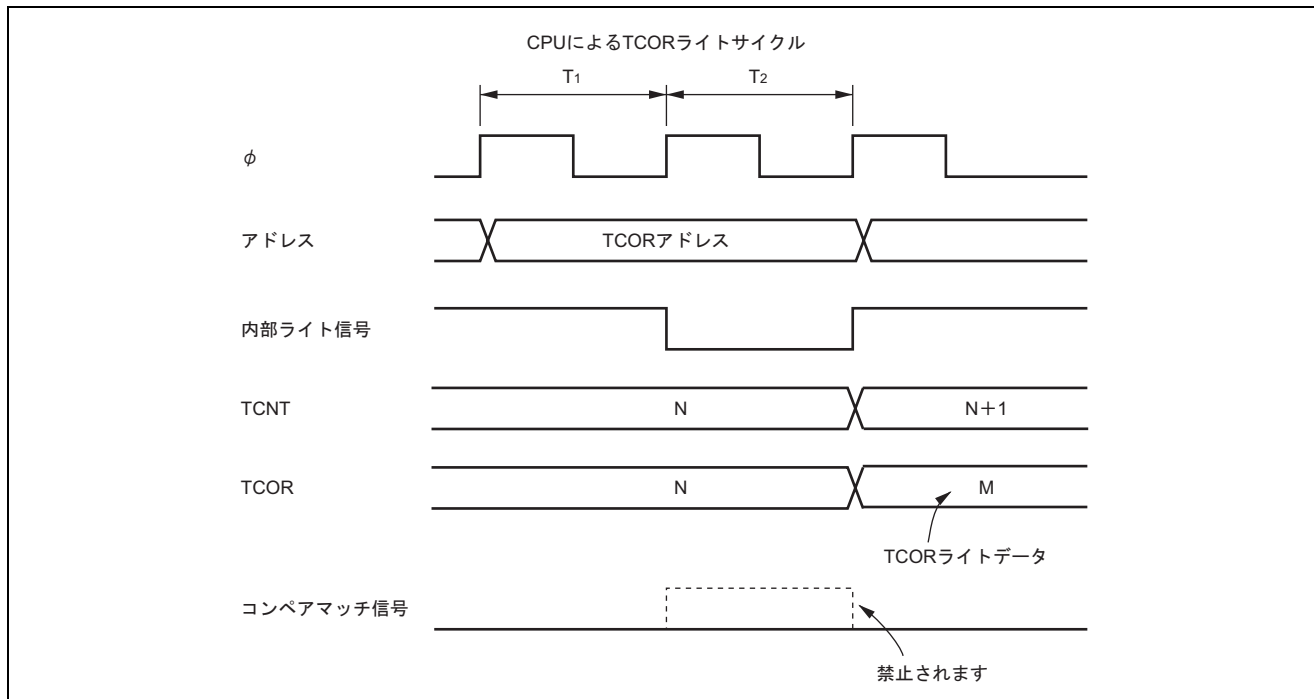 CPUによるTCORライトサイクル
T1 T2
φ
アドレス TCORアドレス
内部ライト信号
TCNT N N＋1
TCOR N M
TCORライトデータ
コンペアマッチ信号
禁止されます